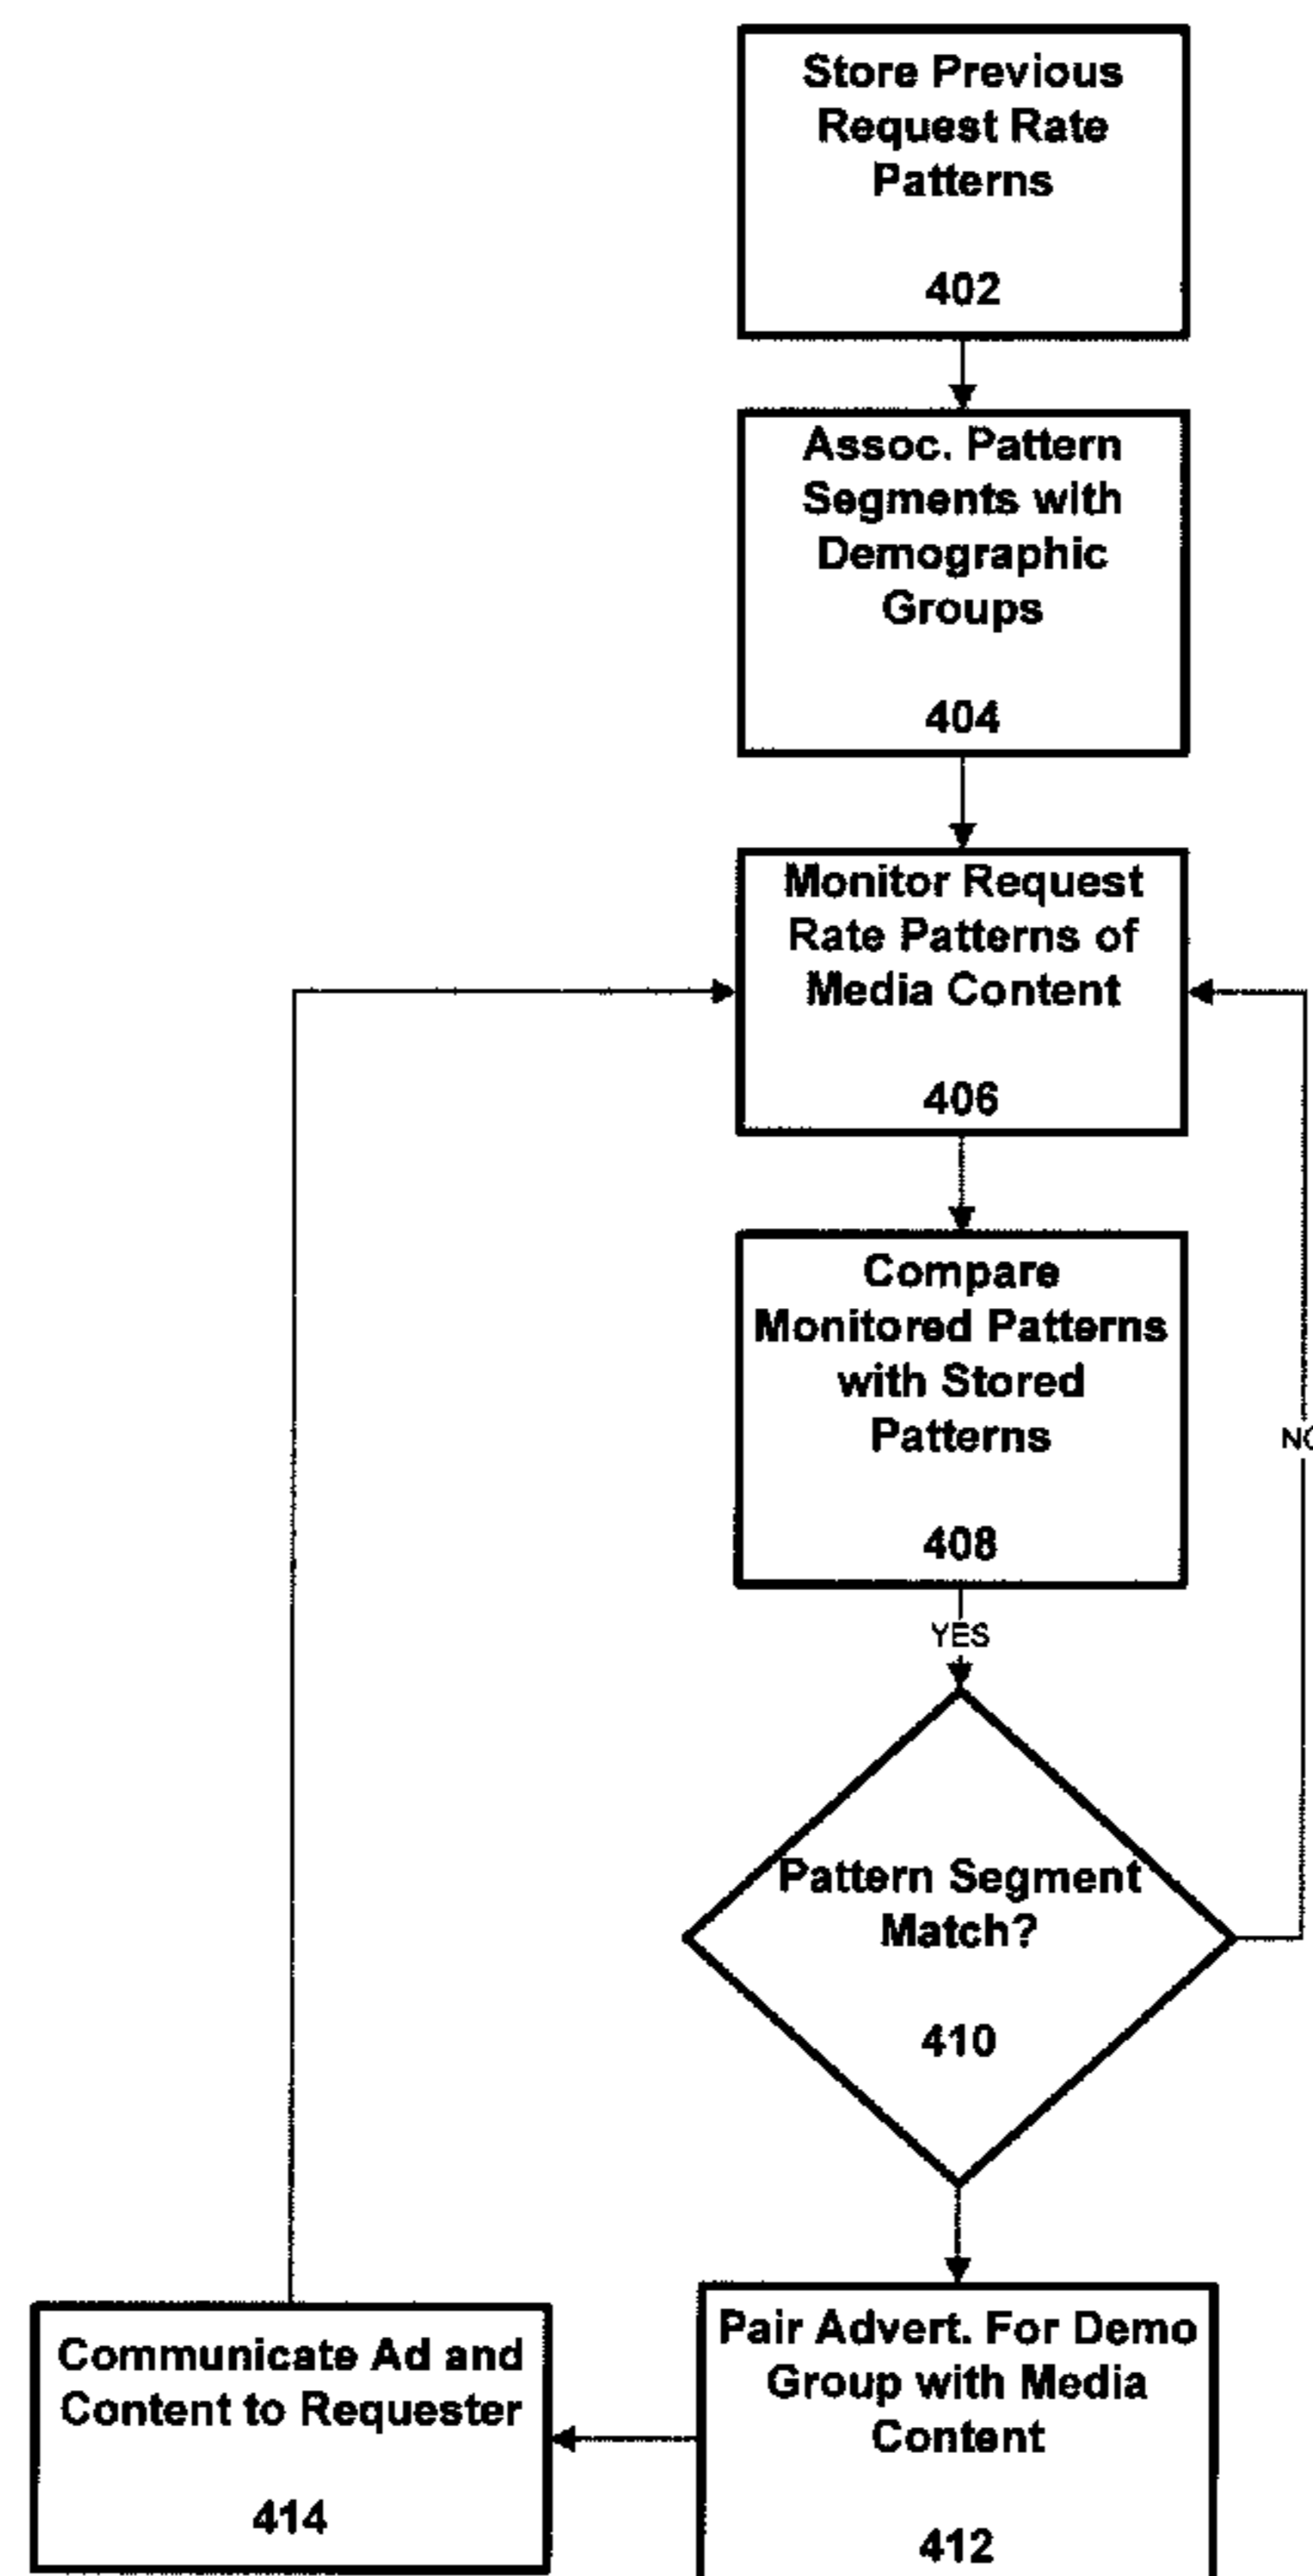 Store Previous
Request Rate
Patterns
402
Assoc. Pattern
Segments with
Demographic
Groups
404
Monitor Request
Rate Patterns of
Media Content
406
Compare
Monitored Patterns
with Stored
Patterns
408
YES
Pattern Segment
Match?
410
Pair Advert. For Demo
Group with Media
Content
412
Communicate Ad and
Content to Requester
414